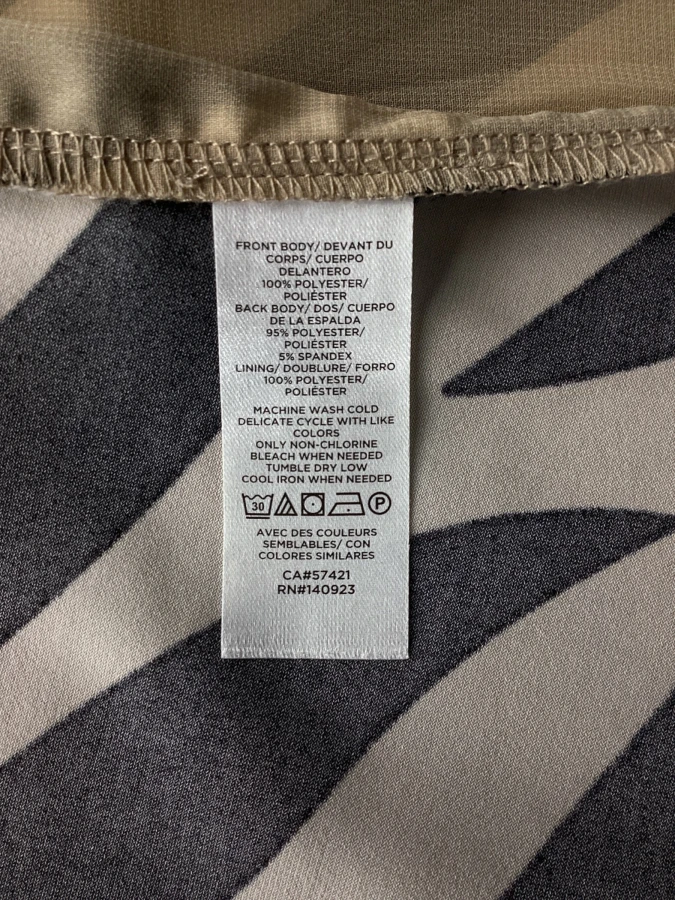 FRONT BODY/ DEVANT DU
CORPS/ CUERPO
DELANTERO
100% POLYESTER/
POLIÉSTER
BACK BODY/ DOS/ CUERPO
DE LA ESPALDA
95% POLYESTER/
POLIÉSTER
5% SPANDEX
LINING/ DOUBLURE/ FORRO
100% POLYESTER/
POLIÉSTER
MACHINE WASH COLD
DELICATE CYCLE WITH LIKE
COLORS
ONLY NON-CHLORINE
BLEACH WHEN NEEDED
TUMBLE DRY LOW
COOL IRON WHEN NEEDED
30 P
AVEC DES COULEURS
SEMBLABLES/ CON
COLORES SIMILARES
CA#57421
RN#140923